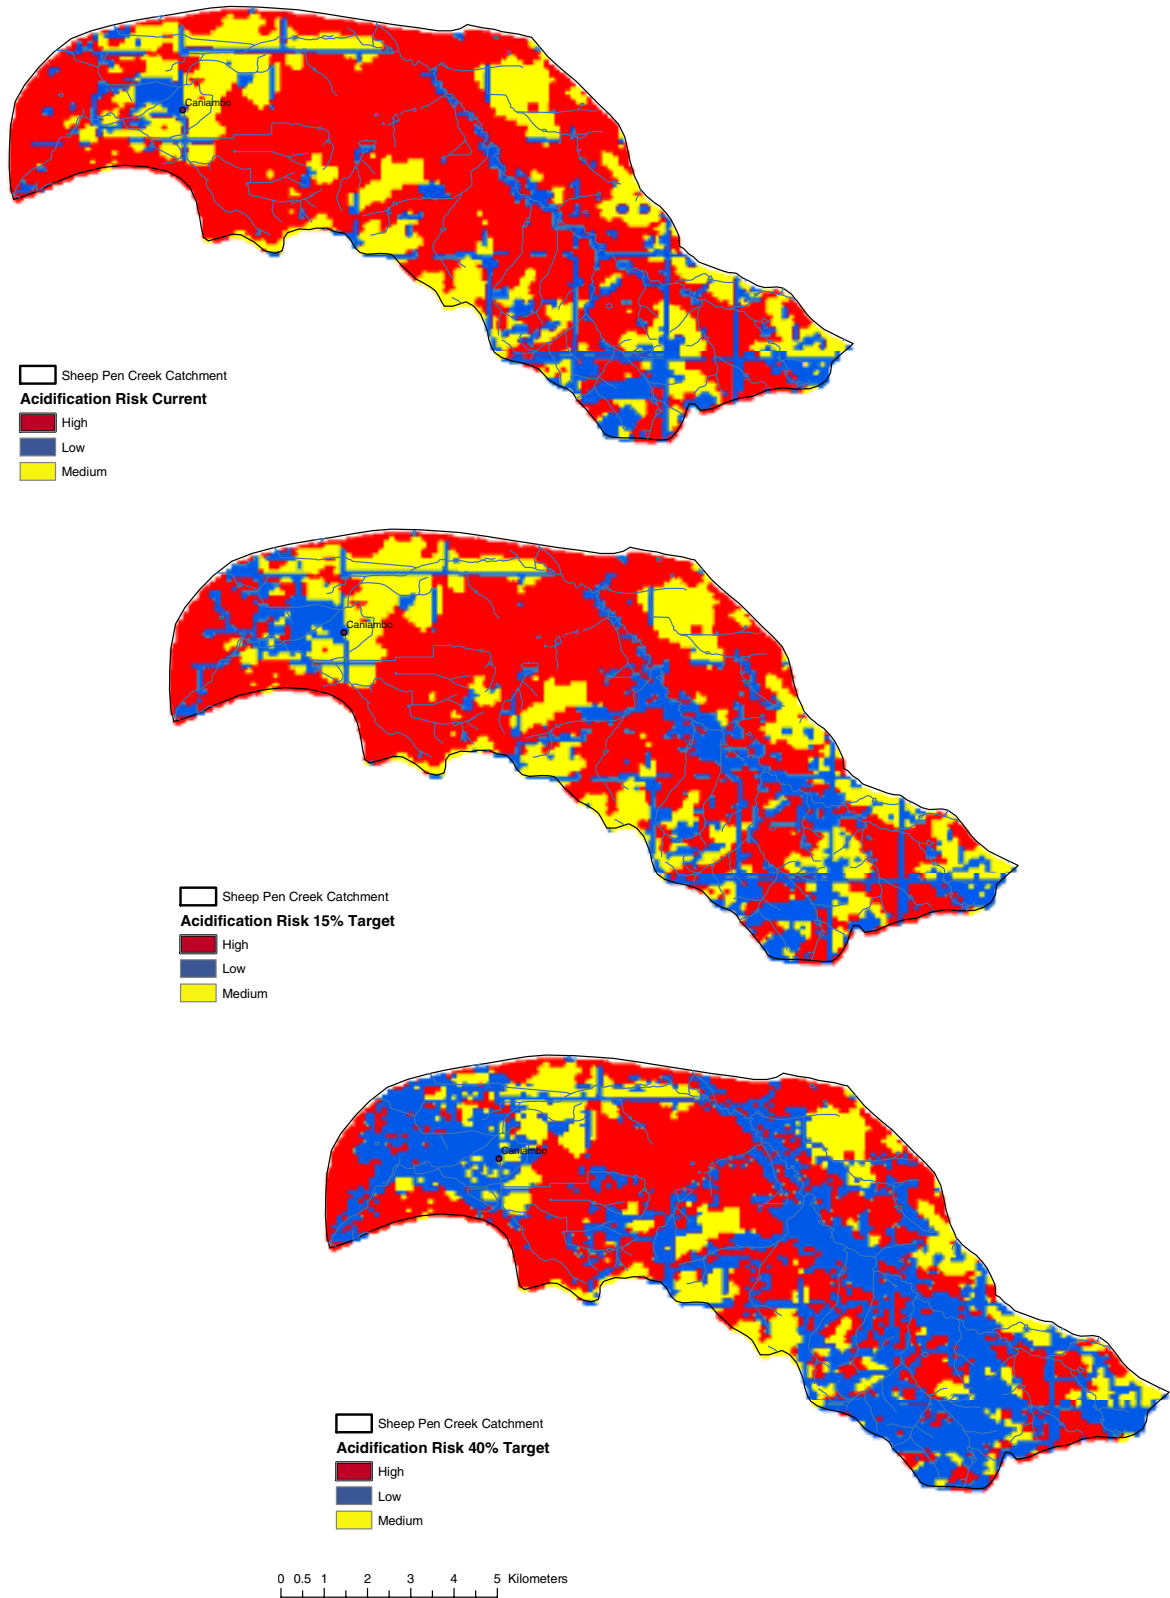 Caniambo
Sheep Pen Creek Catchment
Acidification Risk Current
High
Low
Medium
Caniambo
Sheep Pen Creek Catchment
Acidification Risk 15% Target
High
Low
Medium
Caniambo
Sheep Pen Creek Catchment
Acidification Risk 40% Target
High
Low
Medium
0 0.5 1 2 3 4 5 Kilometers